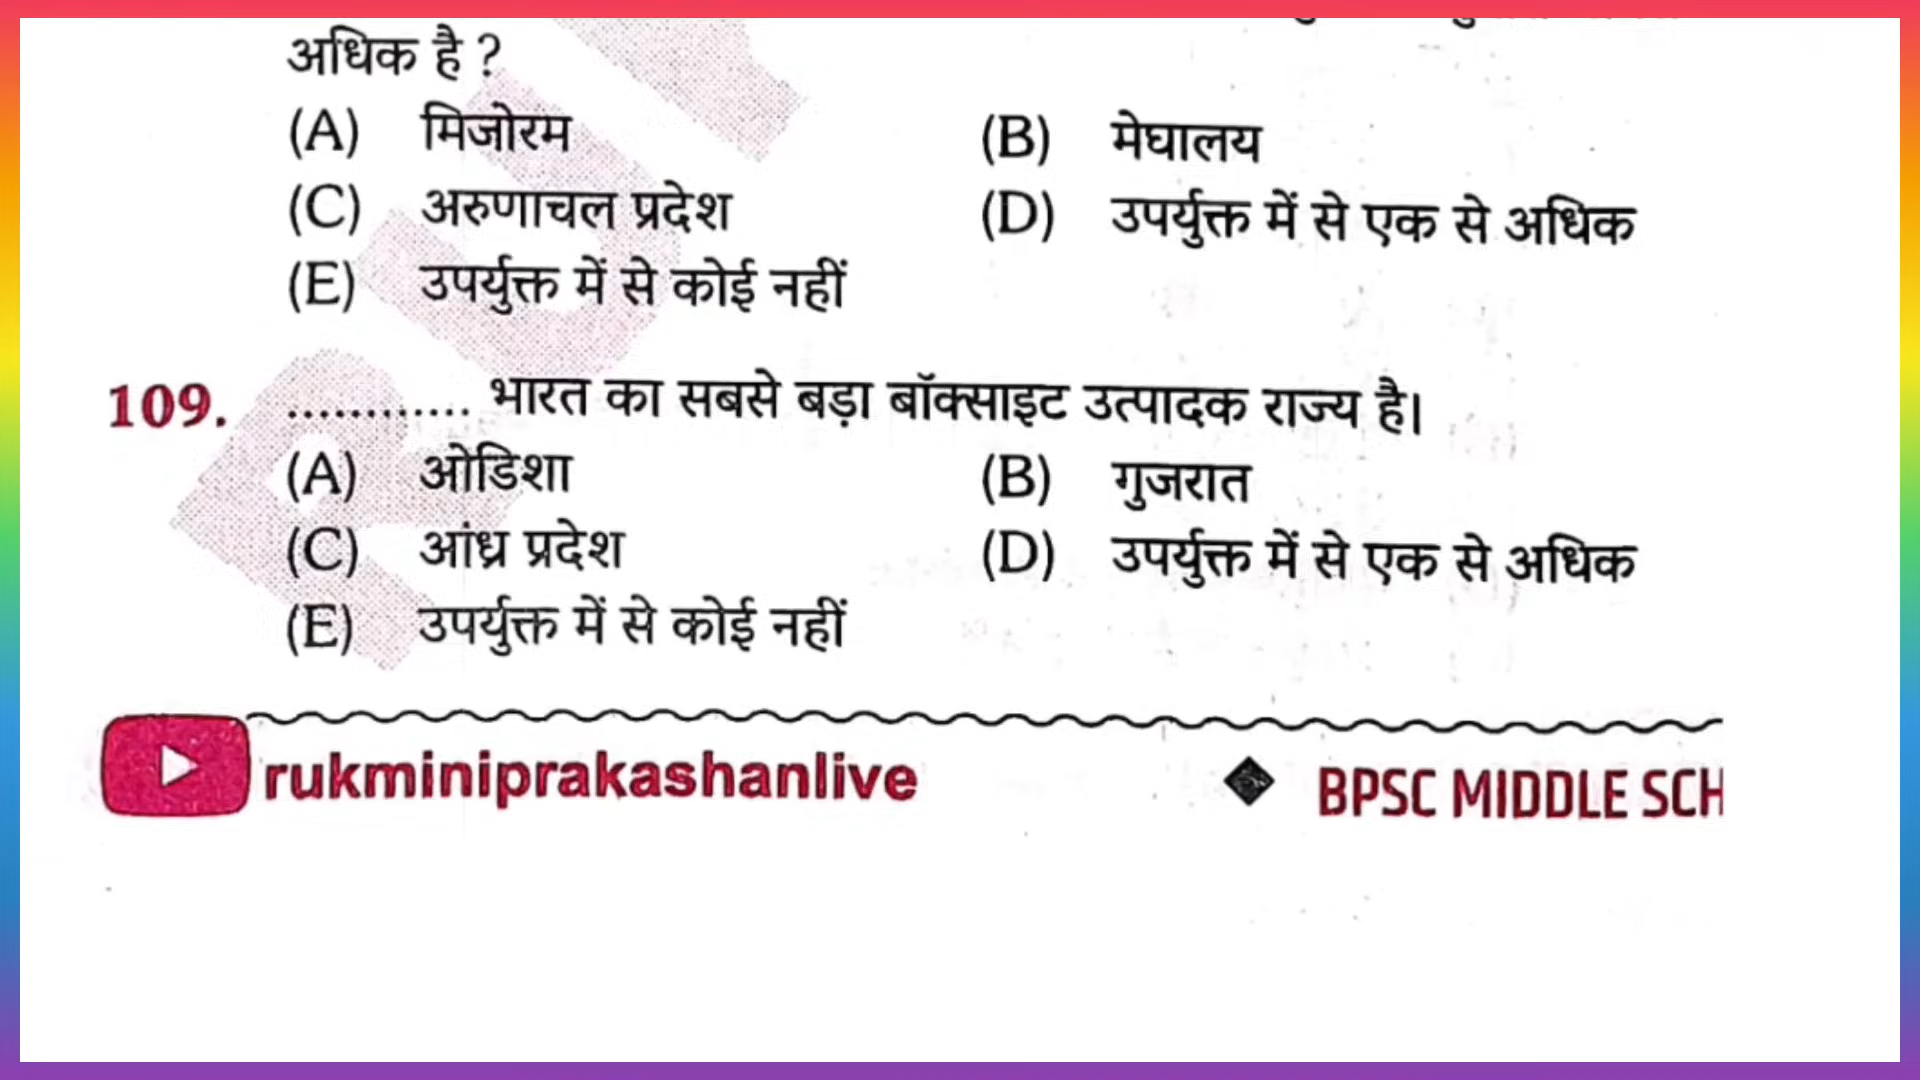 अधिक है ?
(A) मिजोरम (B) मेघालय
(C) अरुणाचल प्रदेश (D) उपर्युक्त में से एक से अधिक
(E) उपर्युक्त में से कोई नहीं
109. ............ भारत का सबसे बड़ा बॉक्साइट उत्पादक राज्य है।
(A) ओडिशा (B) गुजरात
(C) आंध्र प्रदेश (D) उपर्युक्त में से एक से अधिक
(E) उपर्युक्त में से कोई नहीं
rukminiprakashanlive ◆ BPSC MIDDLE SCH